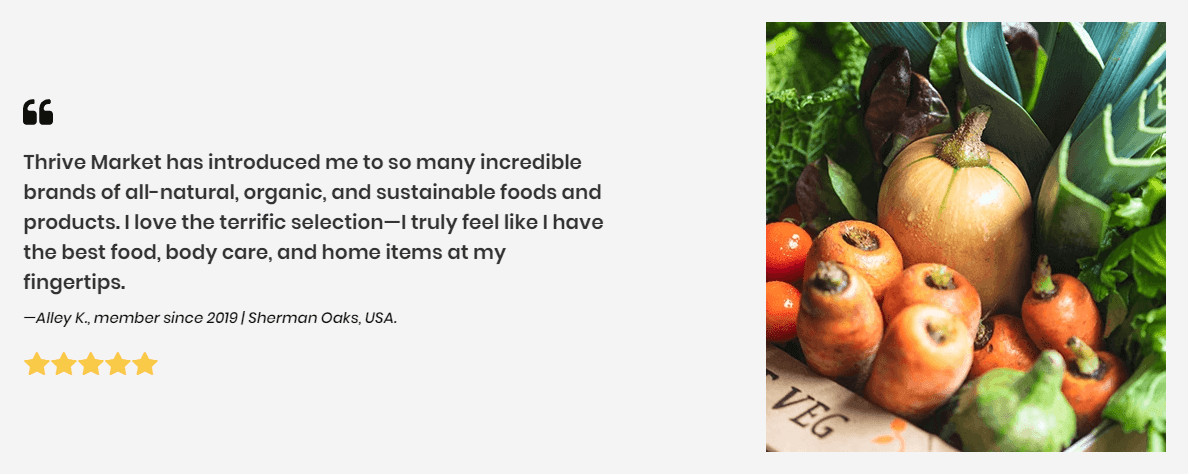 “
Thrive Market has introduced me to so many incredible
brands of all-natural, organic, and sustainable foods and
products. I love the terrific selection—I truly feel like I have
the best food, body care, and home items at my
fingertips.
—Alley K., member since 2019 | Sherman Oaks, USA.
VEG